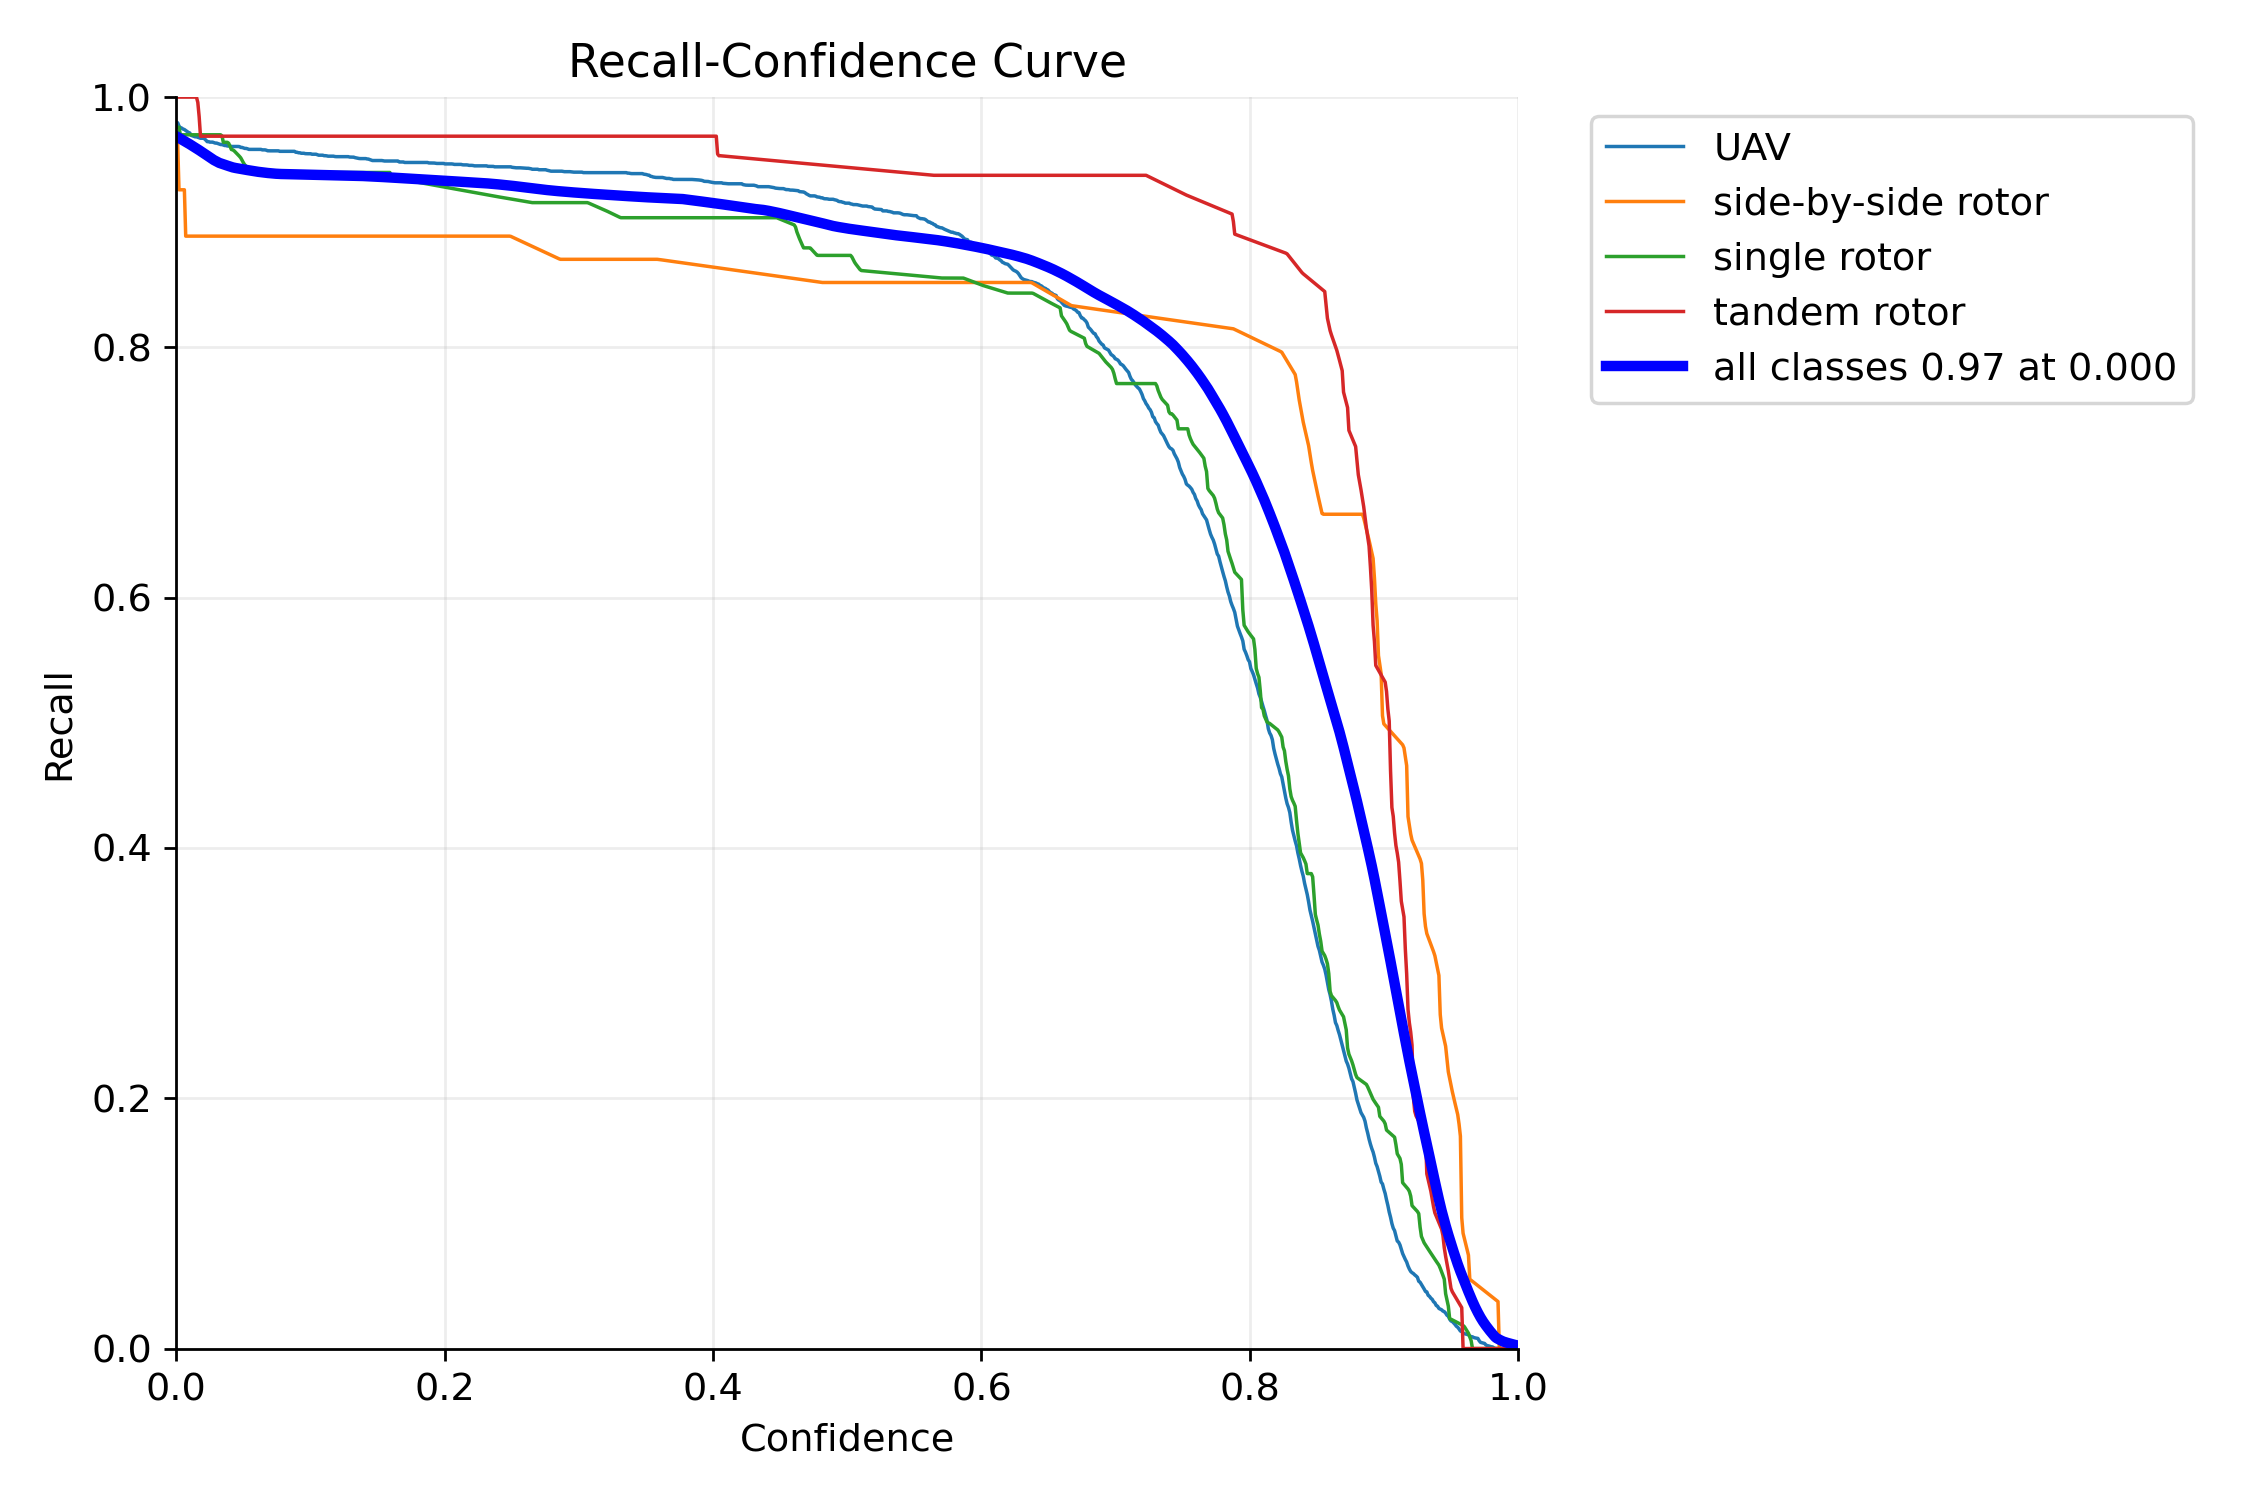 Recall-Confidence Curve
1.0
0.8
0.6
0.4
0.2
0.0
Recall
0.0 0.2 0.4 0.6 0.8 1.0
Confidence
UAV
side-by-side rotor
single rotor
tandem rotor
all classes 0.97 at 0.000